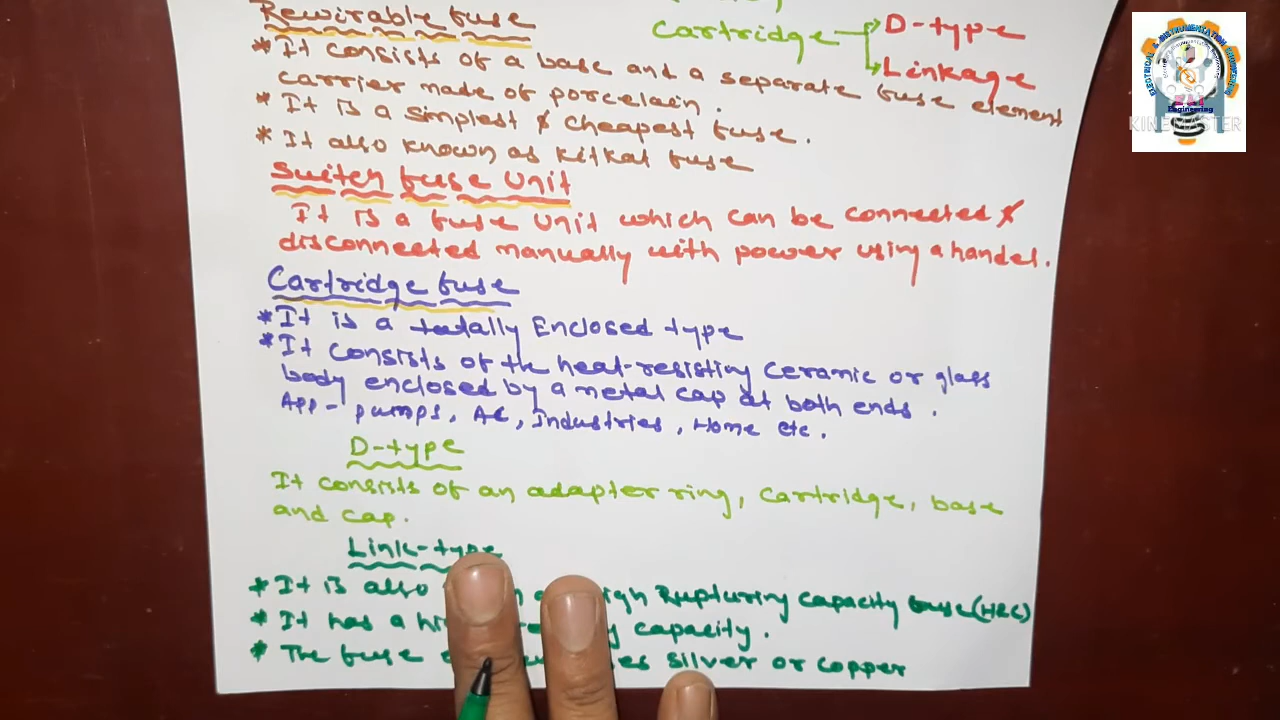 Rewirable fuse
Cartridge
D-type
Linkage
* It consists of a base and a separate fuse element
carrier made of porcelain.
* It is a simplest & cheapest fuse.
* It also known as kitkat fuse
Switch fuse Unit
It is a fuse unit which can be connected &
disconnected manually with power using a handel.
Cartridge fuse
* It is a totally Enclosed type
* It consists of the heat-resisting ceramic or glass
body enclosed by a metal cap at both ends.
App - pumps, AC, Industries, Home etc.
D-type
It consists of an adapter ring, cartridge, base
and cap.
Link-type
* It is also High Rupturing capacity fuse (HRC)
* It has a capacity.
* The fuse silver or copper
ELECTRICAL & INSTRUMENTATION ENGINEERING
Engineering
KINEMASTER